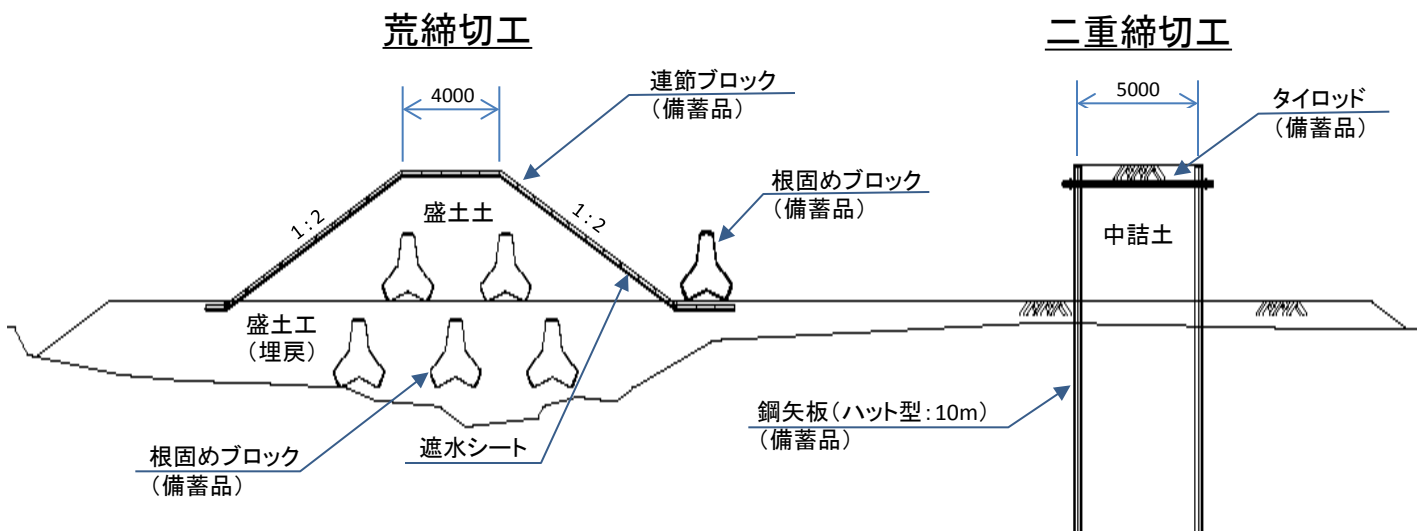 荒締切工
二重締切工
4000
連節ブロック
(備蓄品)
5000
タイロッド
(備蓄品)
根固めブロック
(備蓄品)
1:2
盛土土
1:2
中詰土
盛土工
(埋戻)
鋼矢板(ハット型:10m)
(備蓄品)
根固めブロック
(備蓄品)
遮水シート